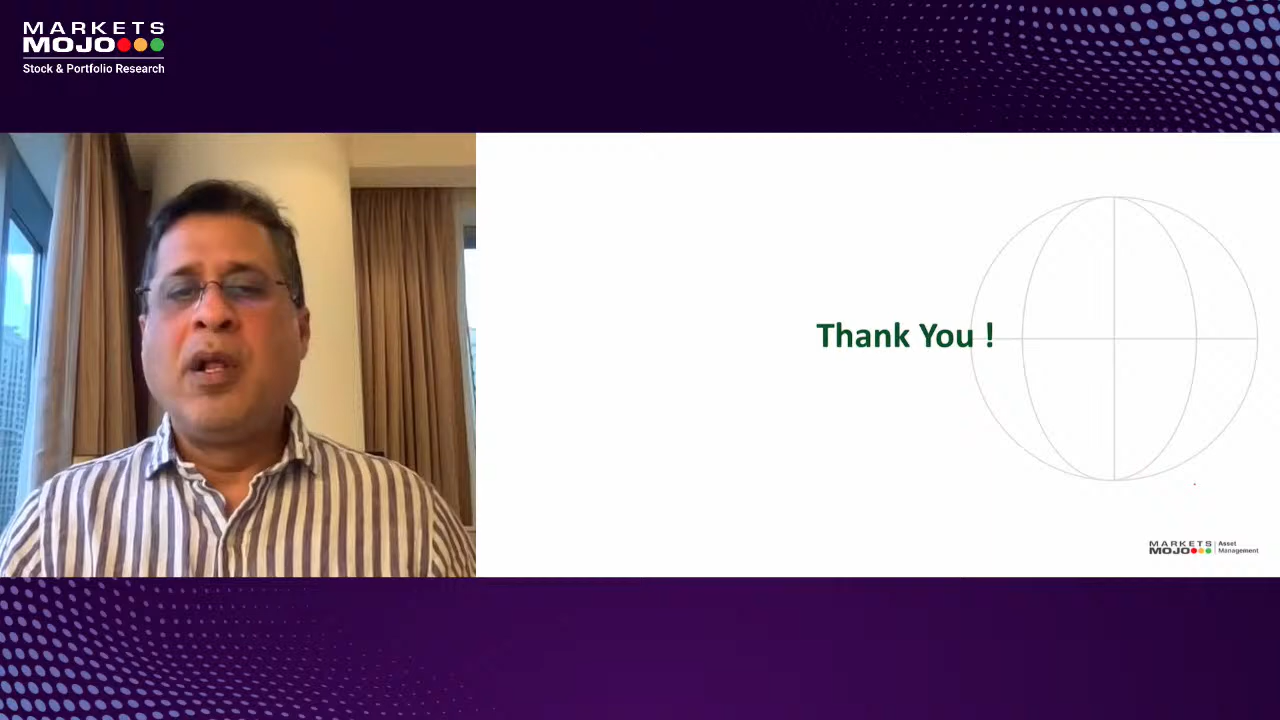 MARKETS
MOJO
Stock & Portfolio Research
Thank You !
MARKETS
MOJO
Asset
Management